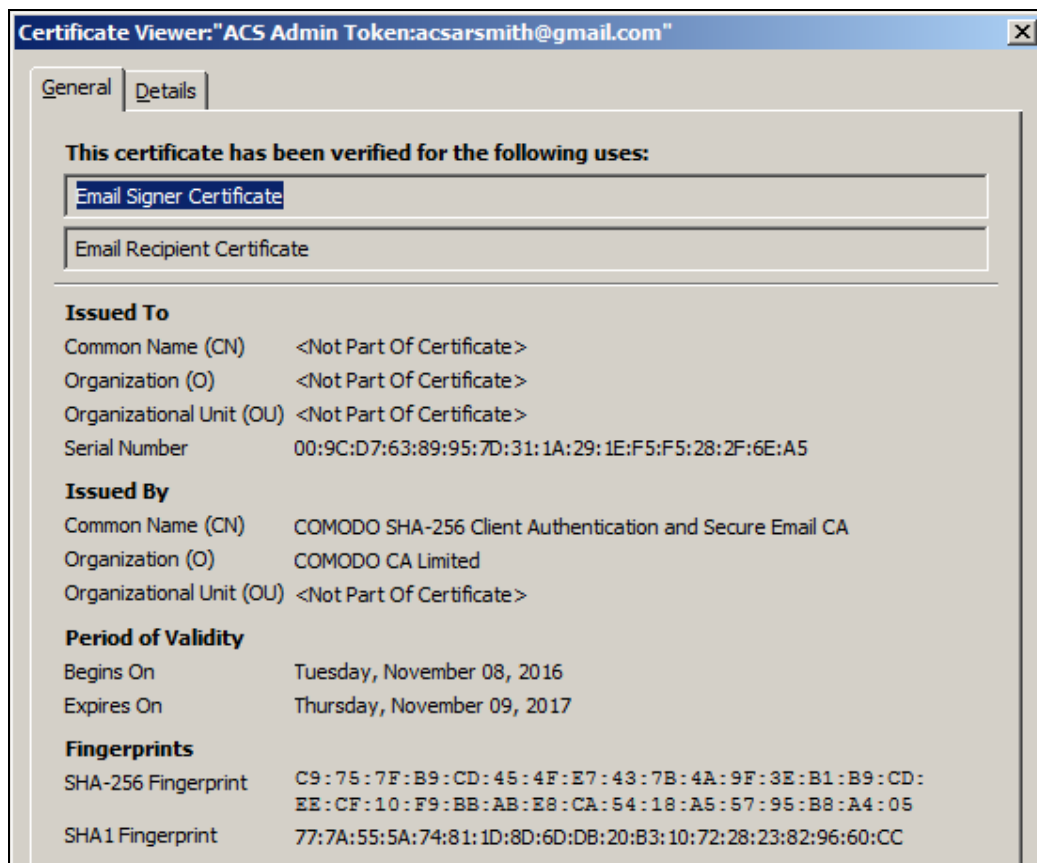 Certificate Viewer:"ACS Admin Token:acsarsmith@gmail.com"
General Details
This certificate has been verified for the following uses:
Email Signer Certificate
Email Recipient Certificate
Issued To
Common Name (CN) <Not Part Of Certificate>
Organization (O) <Not Part Of Certificate>
Organizational Unit (OU) <Not Part Of Certificate>
Serial Number 00:9C:D7:63:89:95:7D:31:1A:29:1E:F5:F5:28:2F:6E:A5
Issued By
Common Name (CN) COMODO SHA-256 Client Authentication and Secure Email CA
Organization (O) COMODO CA Limited
Organizational Unit (OU) <Not Part Of Certificate>
Period of Validity
Begins On Tuesday, November 08, 2016
Expires On Thursday, November 09, 2017
Fingerprints
SHA-256 Fingerprint C9:75:7F:B9:CD:45:4F:E7:43:7B:4A:9F:3E:B1:B9:CD:
EE:CF:10:F9:BB:AB:E8:CA:54:18:A5:57:95:B8:A4:05
SHA1 Fingerprint 77:7A:55:5A:74:81:1D:8D:6D:DB:20:B3:10:72:28:23:82:96:60:CC